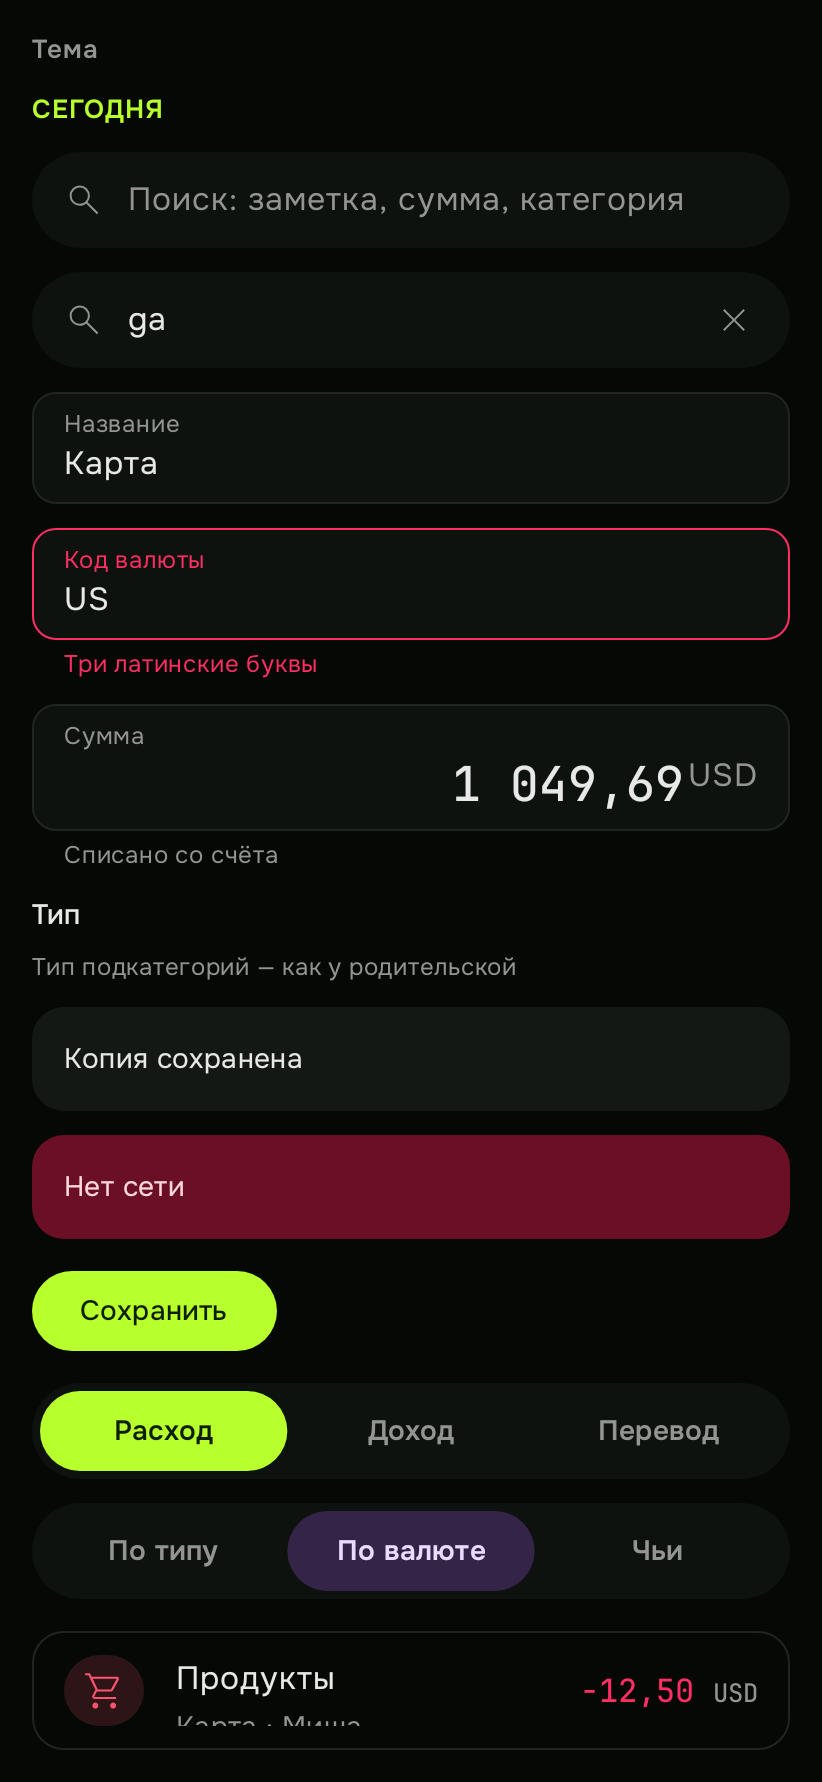 Тема
СЕГОДНЯ
Поиск: заметка, сумма, категория
ga
Название
Карта
Код валюты
US
Три латинские буквы
Сумма
1 049,69 USD
Списано со счёта
Тип
Тип подкатегорий — как у родительской
Копия сохранена
Нет сети
Сохранить
Расход Доход Перевод
По типу По валюте Чьи
Продукты -12,50 USD
Карта · Миша